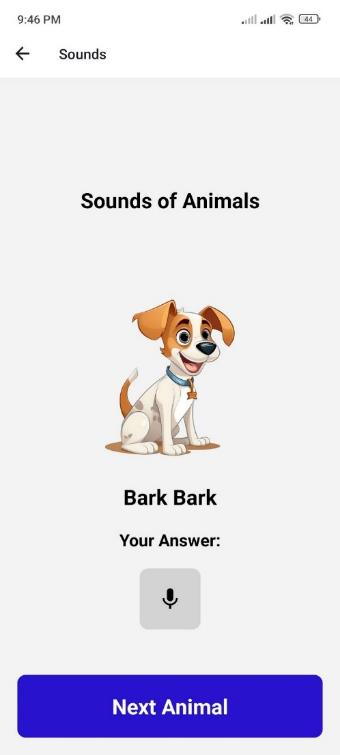 9:46 PM
44
Sounds
Sounds of Animals
Bark Bark
Your Answer:
Next Animal